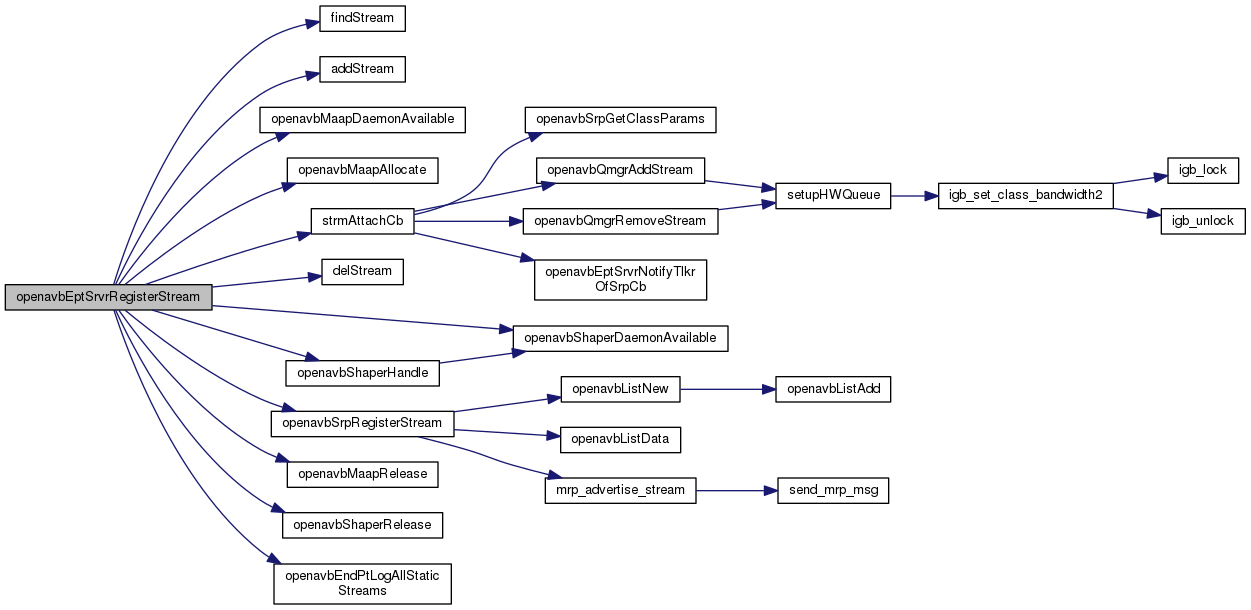 findStream
addStream
openavbMaapDaemonAvailable
openavbSrpGetClassParams
openavbMaapAllocate
openavbQmgrAddStream
igb_lock
setupHWQueue
igb_set_class_bandwidth2
strmAttachCb
openavbQmgrRemoveStream
igb_unlock
delStream
openavbEptSrvrNotifyTlkr
OfSrpCb
openavbEptSrvrRegisterStream
openavbShaperDaemonAvailable
openavbShaperHandle
openavbListNew
openavbListAdd
openavbSrpRegisterStream
openavbListData
openavbMaapRelease
mrp_advertise_stream
send_mrp_msg
openavbShaperRelease
openavbEndPtLogAllStatic
Streams